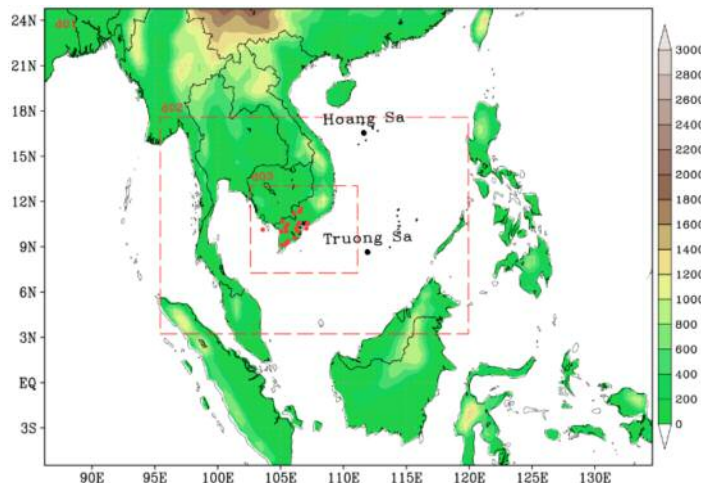 24N
d01
21N
18N
d02
Hoang Sa
15N
d03
12N
9N
Truong Sa
6N
3N
EQ
3S
90E 95E 100E 105E 110E 115E 120E 125E 130E
3000
2800
2600
2400
2200
2000
1800
1600
1400
1200
1000
800
600
400
200
0